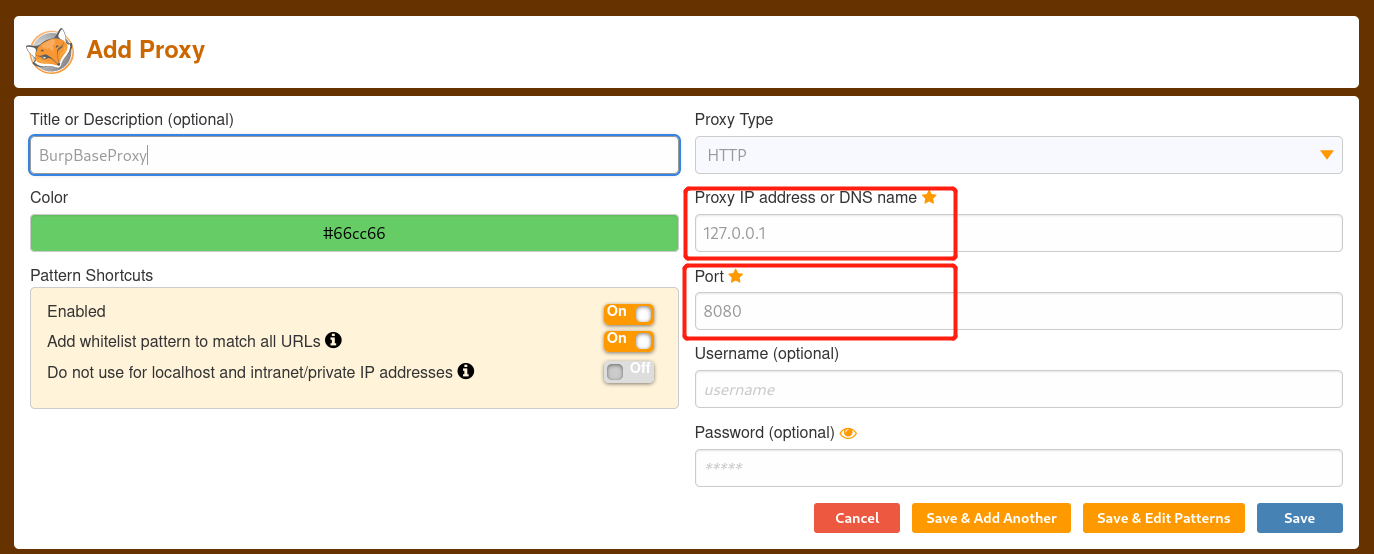 Add Proxy
Title or Description (optional)
BurpBaseProxy
Color
#66cc66
Pattern Shortcuts
Enabled
On
Add whitelist pattern to match all URLs
On
Do not use for localhost and intranet/private IP addresses
Off
Proxy Type
HTTP
Proxy IP address or DNS name
127.0.0.1
Port
8080
Username (optional)
username
Password (optional)
*****
Cancel
Save & Add Another
Save & Edit Patterns
Save